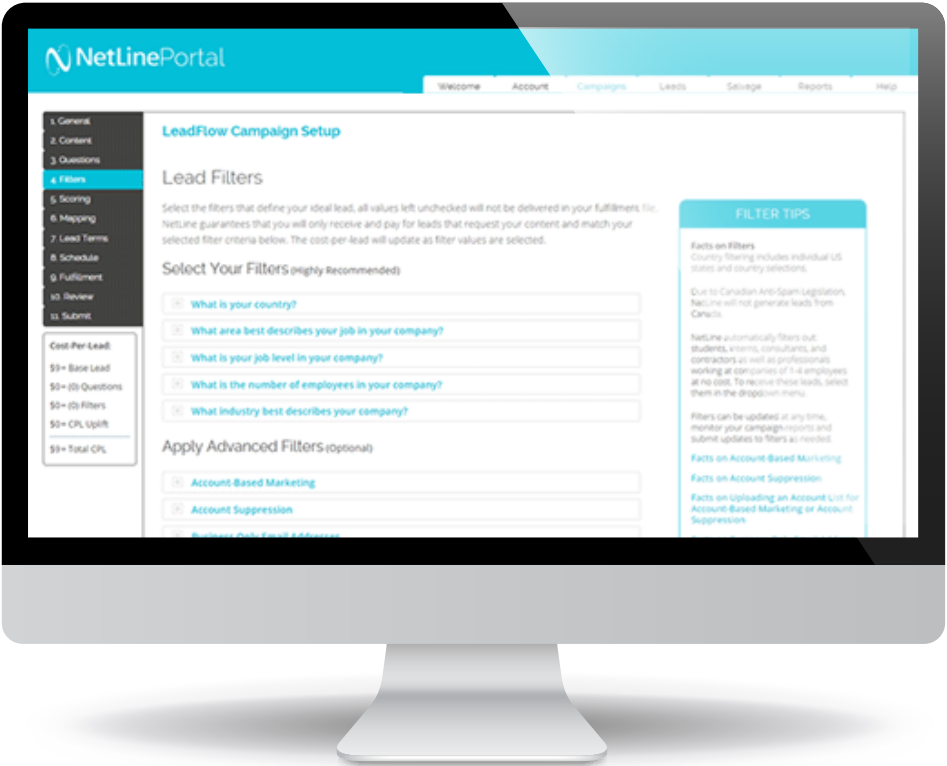 NetLinePortal
Welcome Account Campaigns Leads Salvage Reports Help
1. General
2. Content
3. Questions
4. Filters
5. Scoring
6. Mapping
7. Lead Terms
8. Schedule
9. Fulfillment
10. Review
11. Submit
Cost-Per-Lead:
$9= Base Lead
$0= (0) Questions
$0= (0) Filters
$0= CPL Uplift
$9= Total CPL
LeadFlow Campaign Setup
Lead Filters
Select the filters that define your ideal lead, all values left unchecked will not be delivered in your fulfillment file.
NetLine guarantees that you will only receive and pay for leads that request your content and match your
selected filter criteria below. The cost-per-lead will update as filter values are selected.
Select Your Filters (Highly Recommended)
What is your country?
What area best describes your job in your company?
What is your job level in your company?
What is the number of employees in your company?
What industry best describes your company?
Apply Advanced Filters (Optional)
Account-Based Marketing
Account Suppression
Business Only Email Addresses
FILTER TIPS
Facts on Filters
Country filtering includes individual US
states and country selections.
Due to Canadian Anti-Spam Legislation,
NetLine will not generate leads from
Canada.
NetLine automatically filters out
students, interns, consultants, and
contractors as well as professionals
working at companies of 1-4 employees
at no cost. To receive these leads, select
them in the dropdown menu.
Filters can be updated at any time,
monitor your campaign reports and
submit updates to filters as needed.
Facts on Account-Based Marketing
Facts on Account Suppression
Facts on Uploading an Account List for
Account-Based Marketing or Account
Suppression